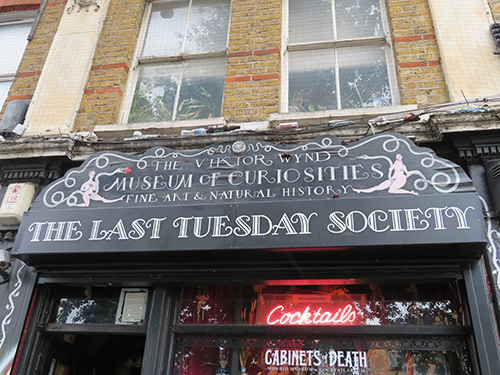 THE VIKTOR WYND
MUSEUM OF CURIOSITIES
FINE ART & NATURAL HISTORY
THE LAST TUESDAY SOCIETY
Cocktails
CABINETS OF DEATH